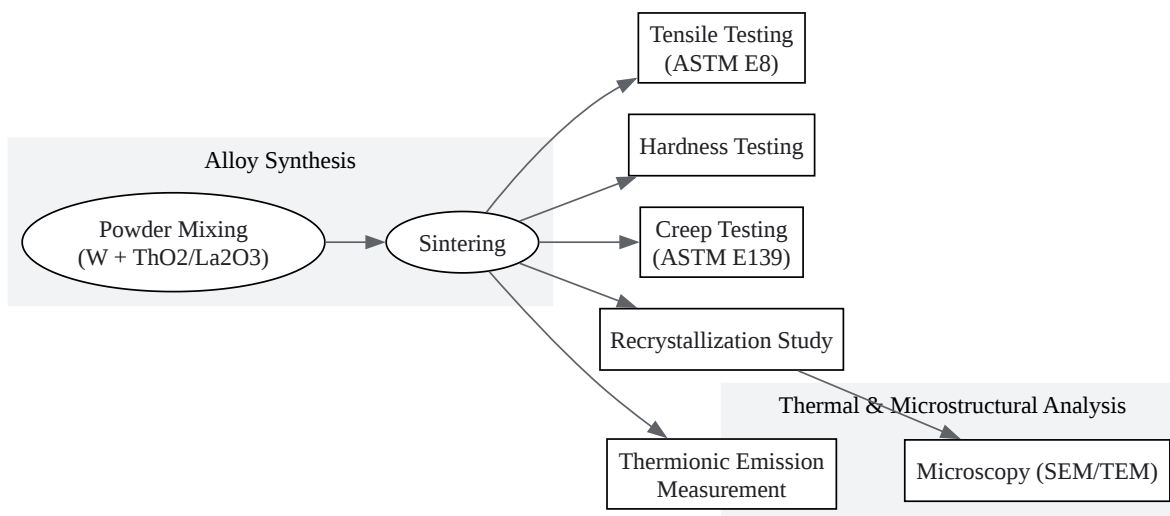 Tensile Testing
(ASTM E8)
Hardness Testing
Alloy Synthesis
Powder Mixing
(W + ThO2/La2O3)
Sintering
Creep Testing
(ASTM E139)
Recrystallization Study
Thermal & Microstructural Analysis
Thermionic Emission
Measurement
Microscopy (SEM/TEM)